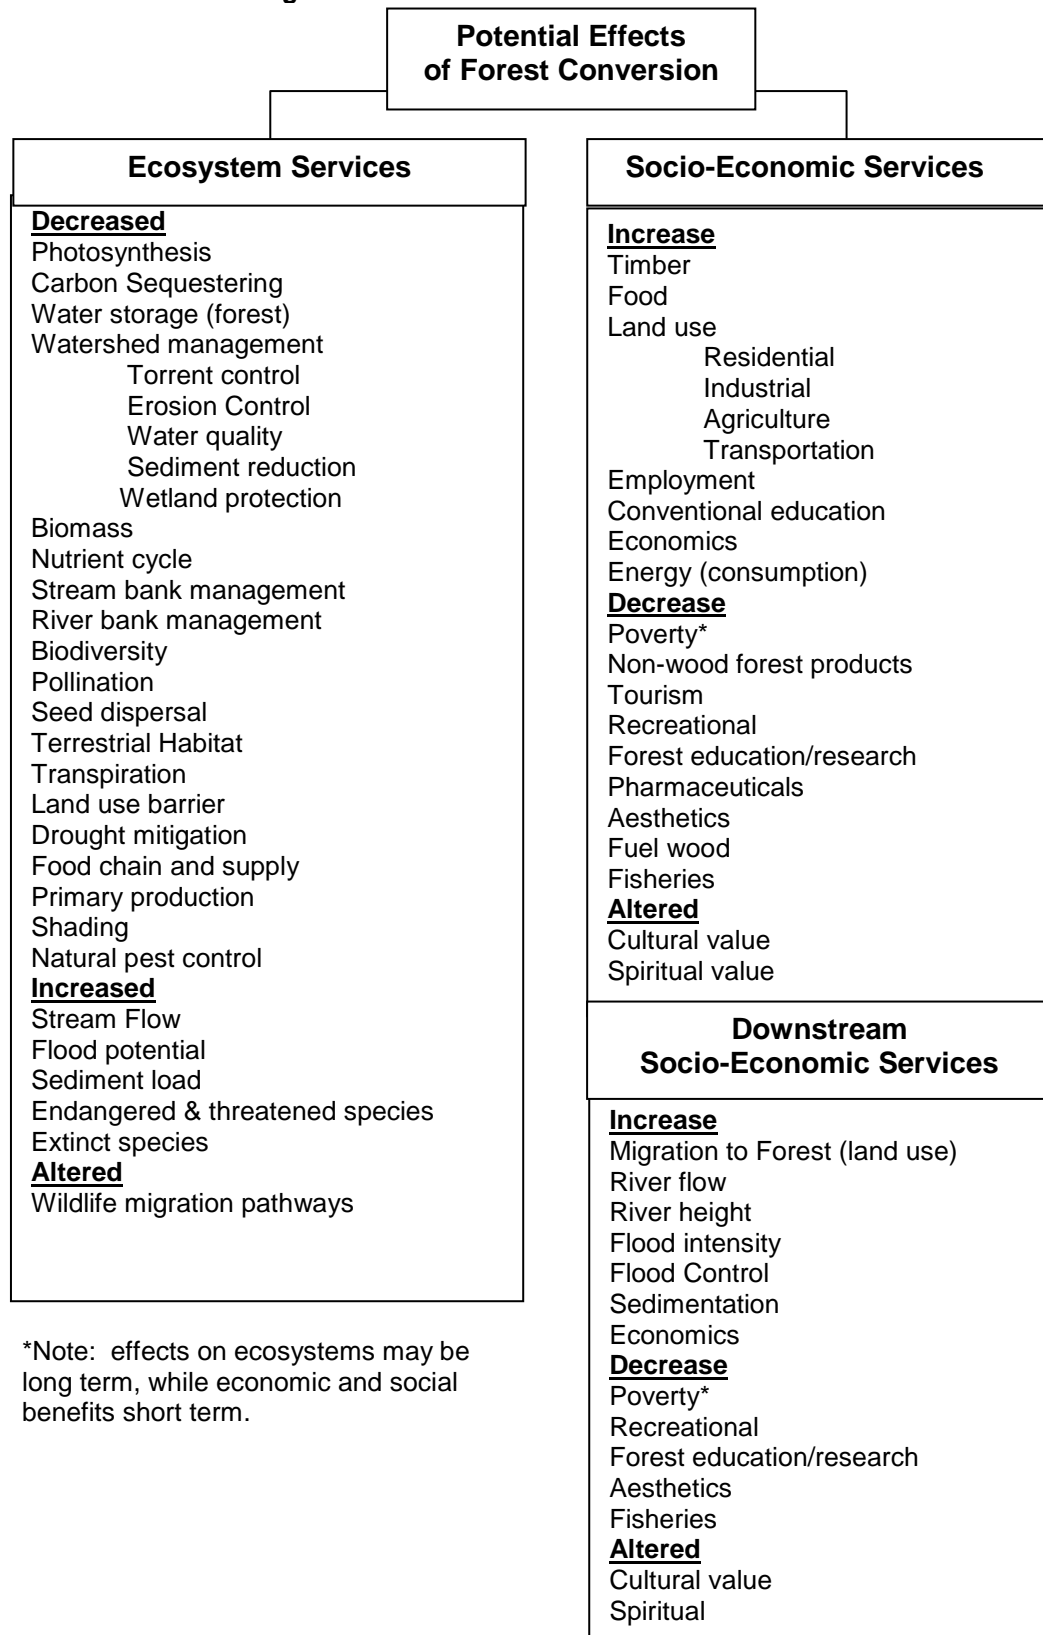 Potential Effects
of Forest Conversion
Ecosystem Services
Decreased
Photosynthesis
Carbon Sequestering
Water storage (forest)
Watershed management
Torrent control
Erosion Control
Water quality
Sediment reduction
Wetland protection
Biomass
Nutrient cycle
Stream bank management
River bank management
Biodiversity
Pollination
Seed dispersal
Terrestrial Habitat
Transpiration
Land use barrier
Drought mitigation
Food chain and supply
Primary production
Shading
Natural pest control
Increased
Stream Flow
Flood potential
Sediment load
Endangered & threatened species
Extinct species
Altered
Wildlife migration pathways
*Note:  effects on ecosystems may be
long term, while economic and social
benefits short term.
Socio-Economic Services
Increase
Timber
Food
Land use
Residential
Industrial
Agriculture
Transportation
Employment
Conventional education
Economics
Energy (consumption)
Decrease
Poverty*
Non-wood forest products
Tourism
Recreational
Forest education/research
Pharmaceuticals
Aesthetics
Fuel wood
Fisheries
Altered
Cultural value
Spiritual value
Downstream
Socio-Economic Services
Increase
Migration to Forest (land use)
River flow
River height
Flood intensity
Flood Control
Sedimentation
Economics
Decrease
Poverty*
Recreational
Forest education/research
Aesthetics
Fisheries
Altered
Cultural value
Spiritual